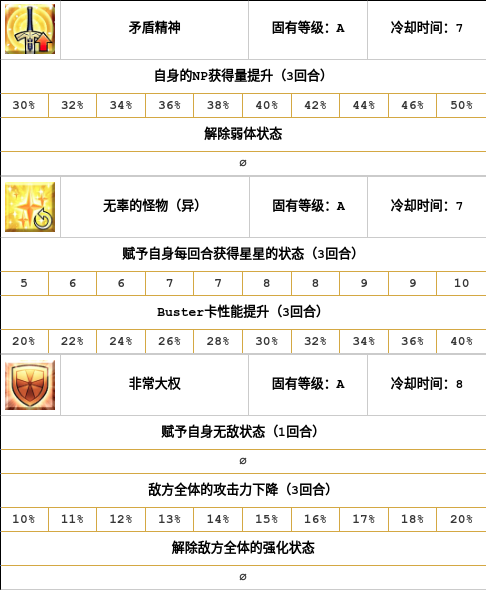 矛盾精神 固有等级：A 冷却时间：7
自身的NP获得量提升（3回合）
30% 32% 34% 36% 38% 40% 42% 44% 46% 50%
解除弱体状态
∅
无辜的怪物（异） 固有等级：A 冷却时间：7
赋予自身每回合获得星星的状态（3回合）
5 6 6 7 7 8 8 9 9 10
Buster卡性能提升（3回合）
20% 22% 24% 26% 28% 30% 32% 34% 36% 40%
非常大权 固有等级：A 冷却时间：8
赋予自身无敌状态（1回合）
∅
敌方全体的攻击力下降（3回合）
10% 11% 12% 13% 14% 15% 16% 17% 18% 20%
解除敌方全体的强化状态
∅